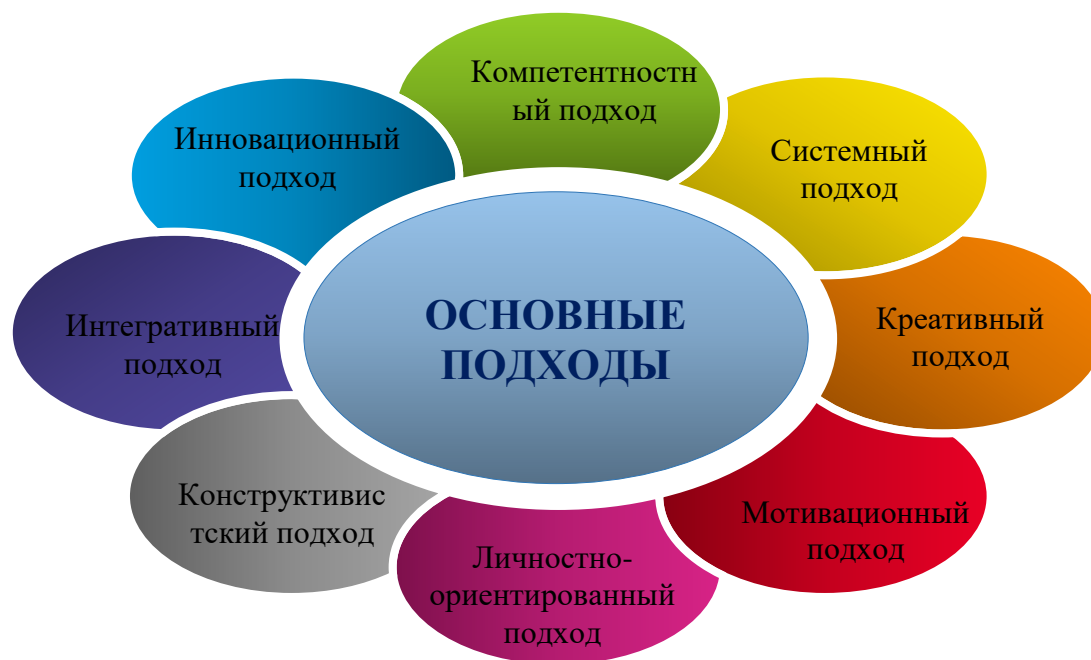 Компетентностн
ый подход
Инновационный
подход
Системный
подход
Интегративный
подход
ОСНОВНЫЕ
ПОДХОДЫ
Креативный
подход
Конструктивис
тский подход
Мотивационный
подход
Личностно-
ориентированный
подход